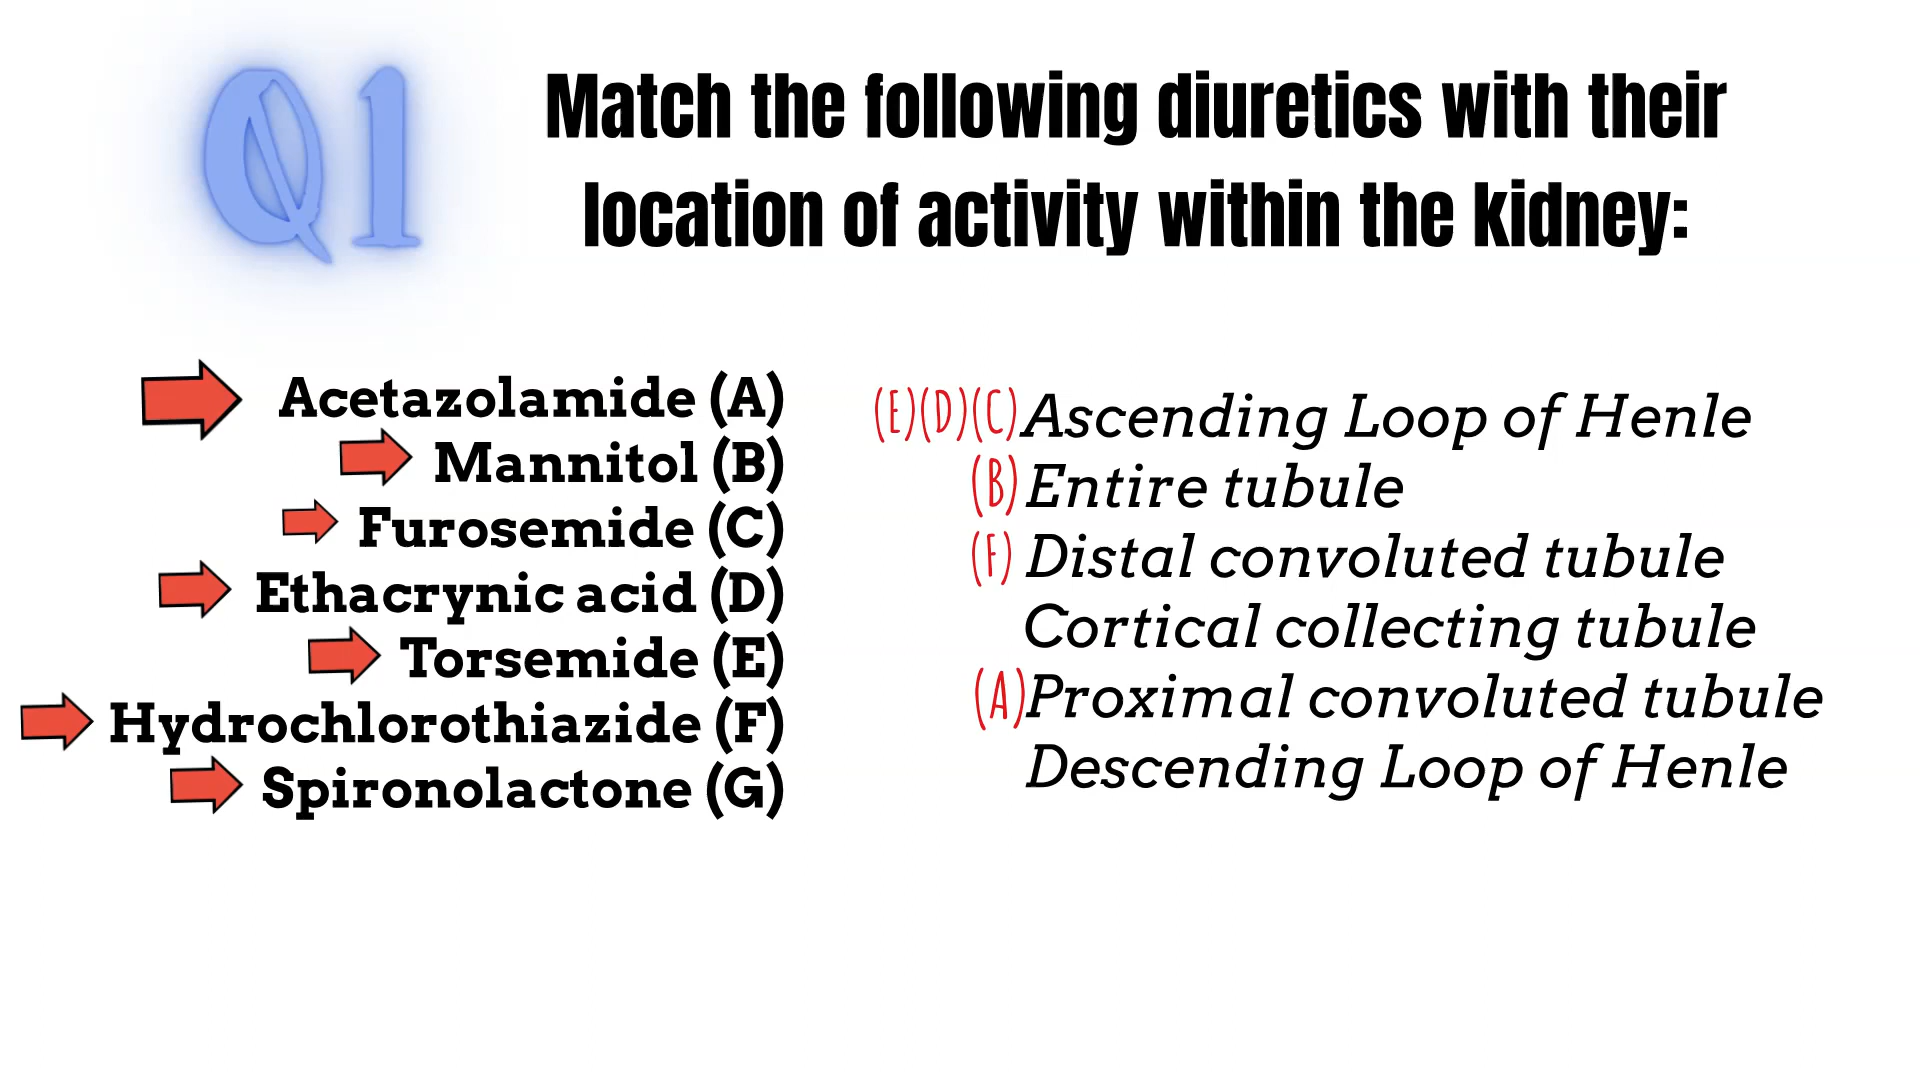 Q1
Match the following diuretics with their
location of activity within the kidney:
Acetazolamide (A)
Mannitol (B)
Furosemide (C)
Ethacrynic acid (D)
Torsemide (E)
Hydrochlorothiazide (F)
Spironolactone (G)
(E)(D)(C) Ascending Loop of Henle
(B) Entire tubule
(F) Distal convoluted tubule
Cortical collecting tubule
(A) Proximal convoluted tubule
Descending Loop of Henle